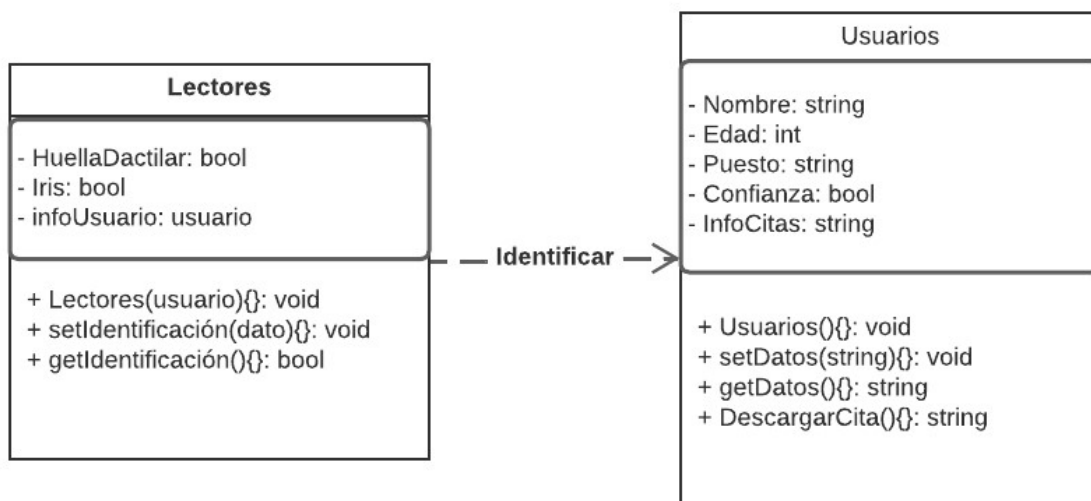 Lectores
- HuellaDactilar: bool
- Iris: bool
- infoUsuario: usuario
+ Lectores(usuario){}: void
+ setIdentificación(dato){}: void
+ getIdentificación(){}: bool
Identificar
Usuarios
- Nombre: string
- Edad: int
- Puesto: string
- Confianza: bool
- InfoCitas: string
+ Usuarios(){}: void
+ setDatos(string){}: void
+ getDatos(){}: string
+ DescargarCita(){}: string